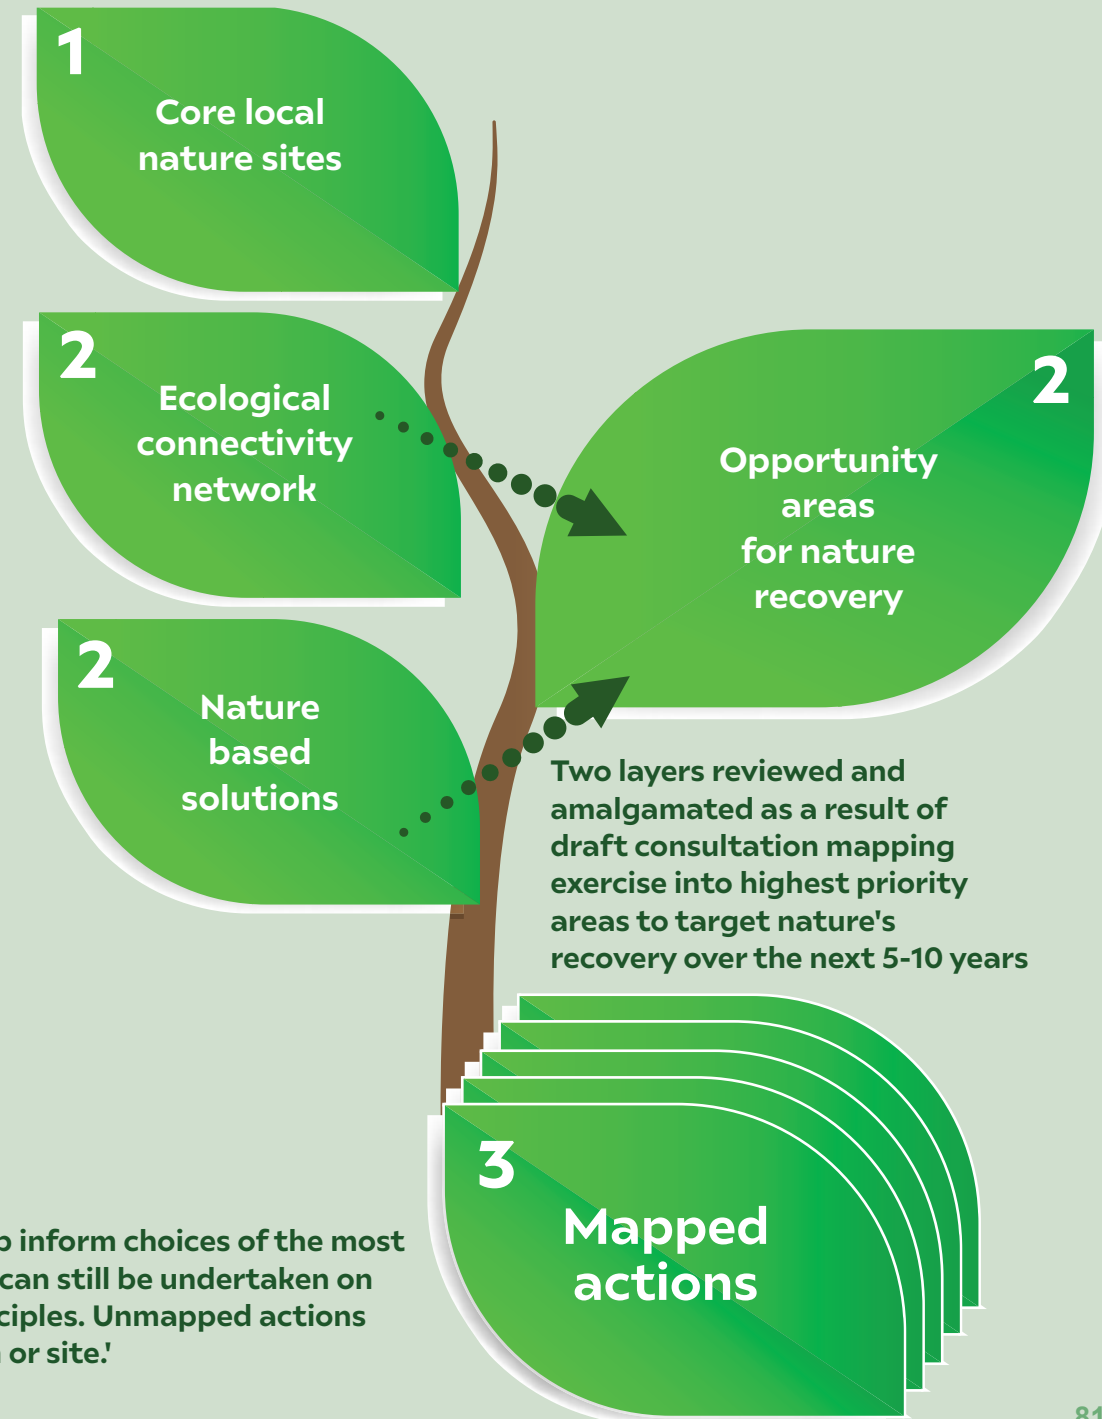 1
Core local
nature sites
2
Ecological
connectivity
network
2
Opportunity
areas
for nature
recovery
2
Nature
based
solutions
Two layers reviewed and
amalgamated as a result of
draft consultation mapping
exercise into highest priority
areas to target nature's
recovery over the next 5-10 years
3
Mapped
actions
inform choices of the most
can still be undertaken on
Unmapped actions
or site.'
81